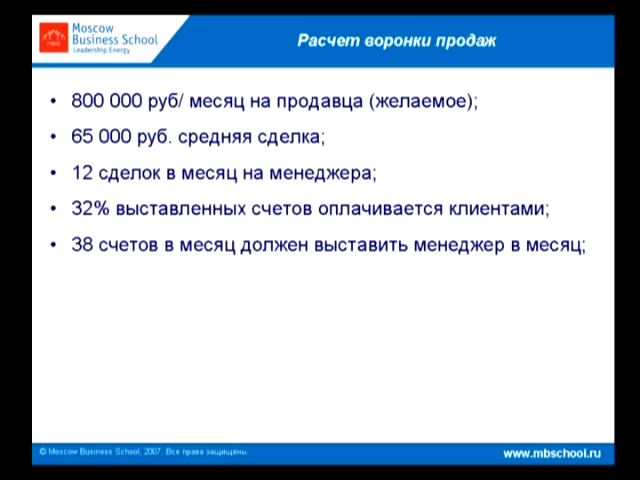 Moscow
Business School
Leadership Energy
Расчет воронки продаж
• 800 000 руб/ месяц на продавца (желаемое);
• 65 000 руб. средняя сделка;
• 12 сделок в месяц на менеджера;
• 32% выставленных счетов оплачивается клиентами;
• 38 счетов в месяц должен выставить менеджер в месяц;
© Moscow Business School, 2007. Все права защищены.
www.mbschool.ru